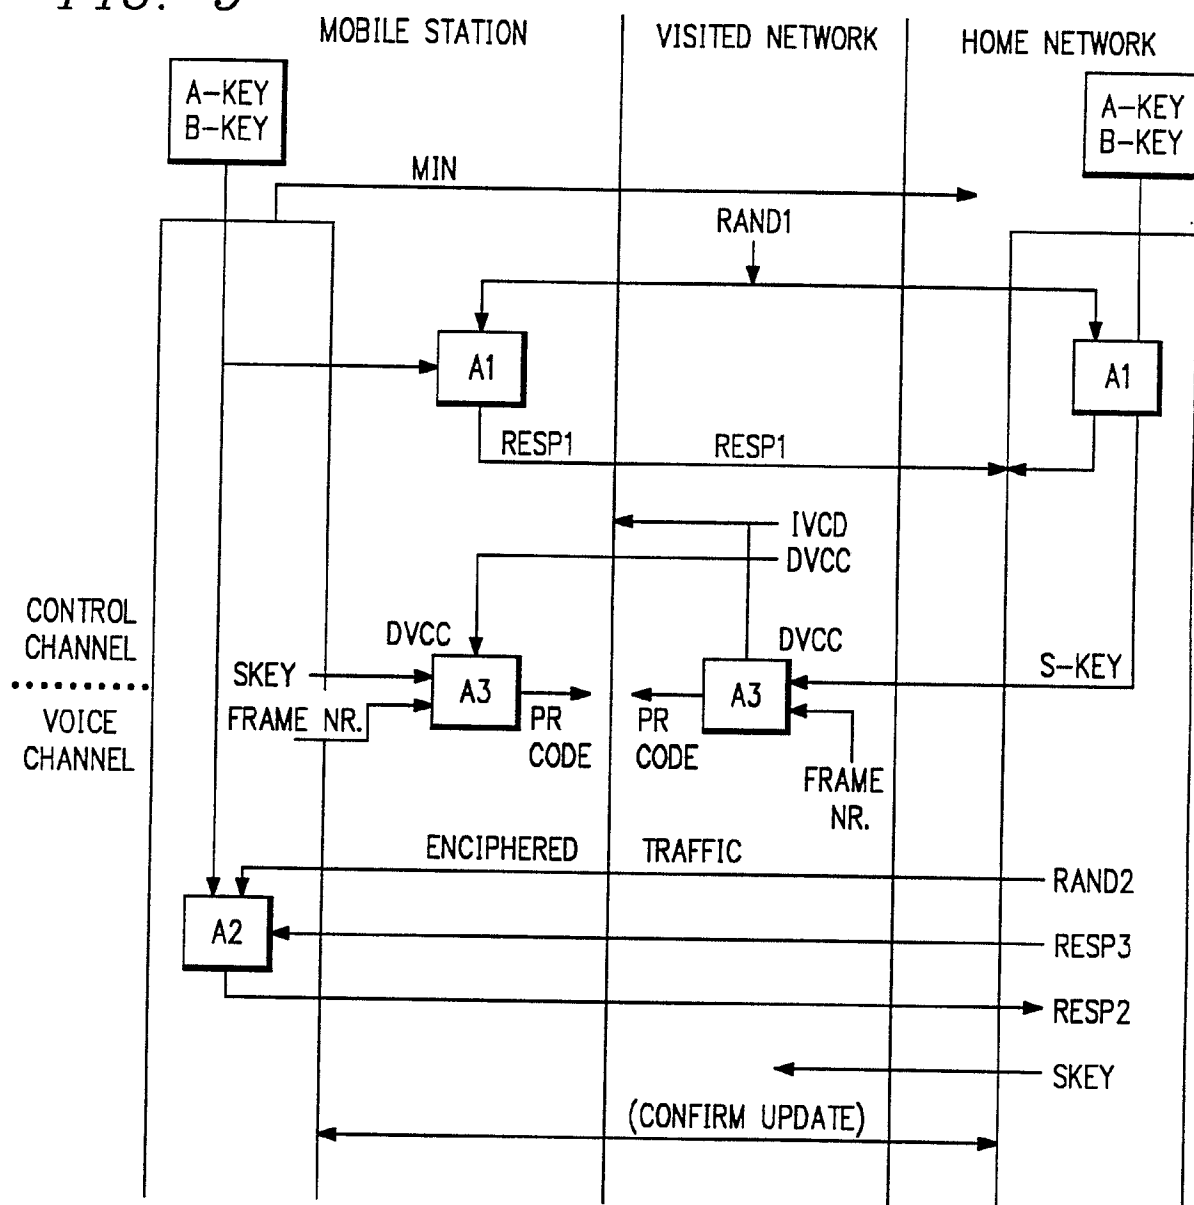 FIG. 9
MOBILE STATION
VISITED NETWORK
HOME NETWORK
A-KEY
B-KEY
A-KEY
B-KEY
MIN
RAND1
A1
A1
RESP1
RESP1
IVCD
DVCC
CONTROL
CHANNEL
DVCC
DVCC
SKEY
A3
A3
S-KEY
VOICE
CHANNEL
FRAME NR.
PR
CODE
PR
CODE
FRAME
NR.
ENCIPHERED TRAFFIC
RAND2
A2
RESP3
RESP2
SKEY
(CONFIRM UPDATE)